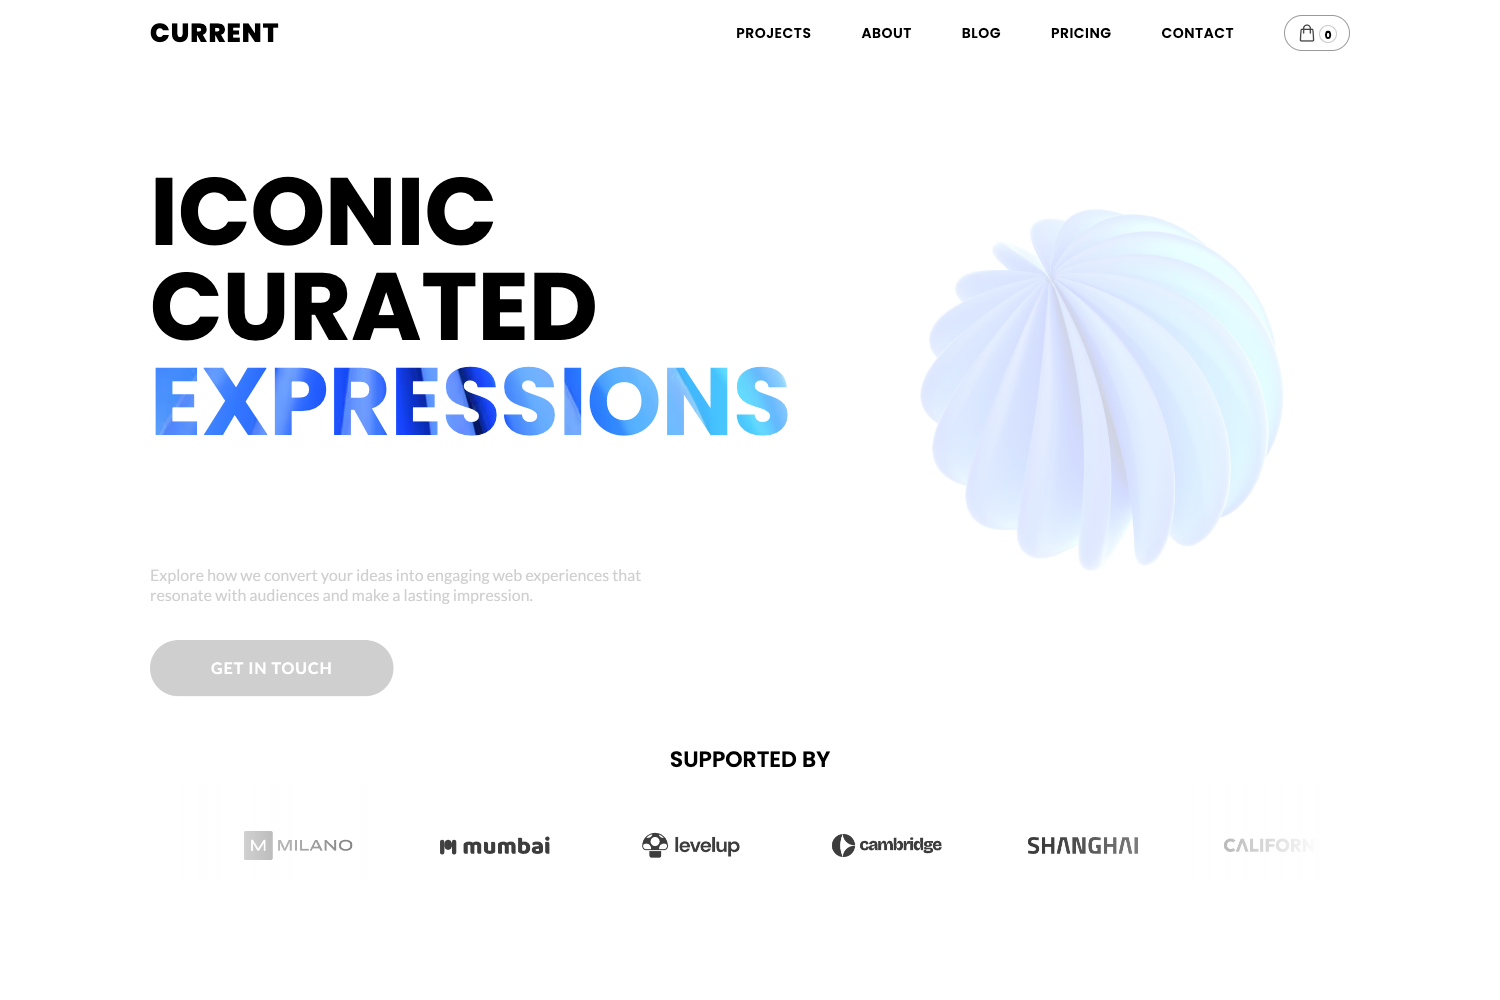 CURRENT
PROJECTS ABOUT BLOG PRICING CONTACT 0
ICONIC
CURATED
EXPRESSIONS
Explore how we convert your ideas into engaging web experiences that
resonate with audiences and make a lasting impression.
GET IN TOUCH
SUPPORTED BY
M MILANO mumbai levelup cambridge SHANGHAI CALIFORN